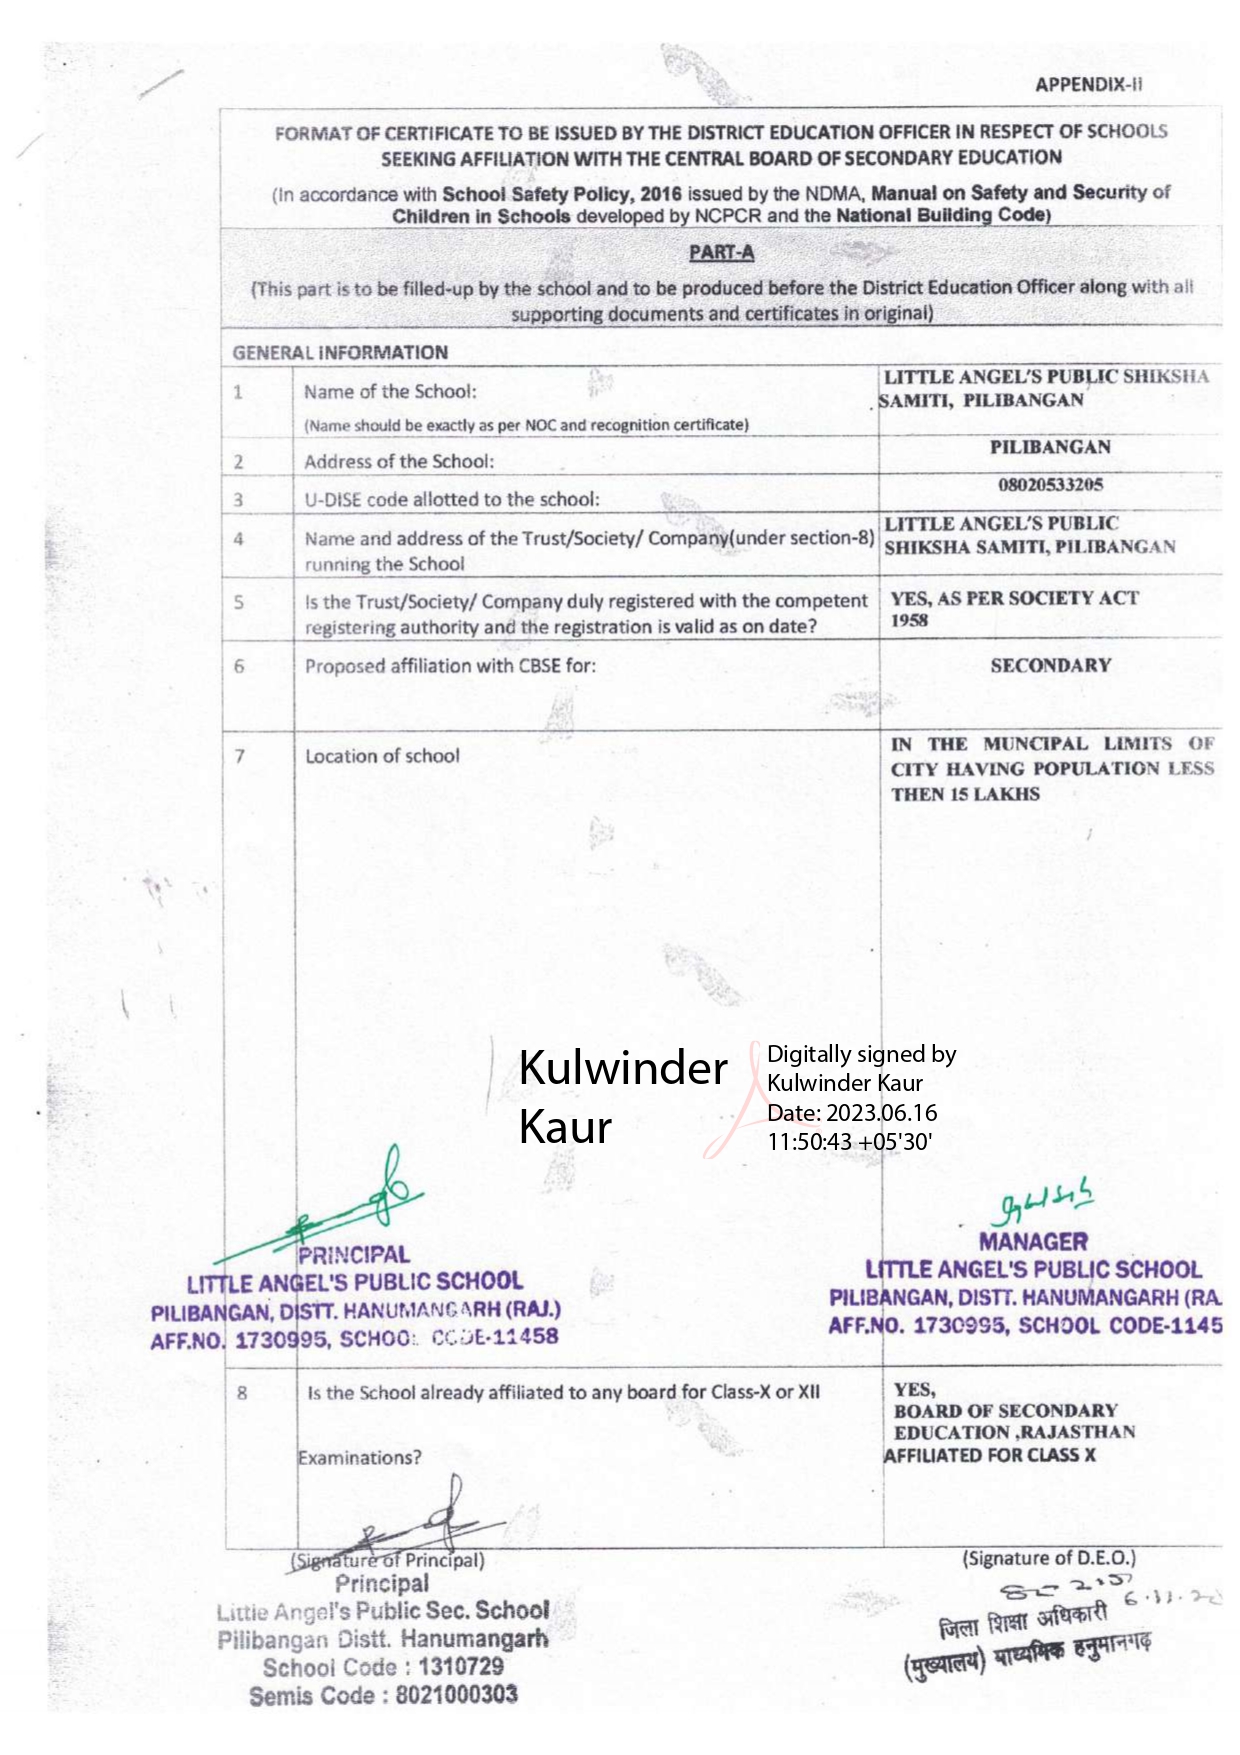 APPENDIX-II
FORMAT OF CERTIFICATE TO BE ISSUED BY THE DISTRICT EDUCATION OFFICER IN RESPECT OF SCHOOLS
SEEKING AFFILIATION WITH THE CENTRAL BOARD OF SECONDARY EDUCATION
(In accordance with School Safety Policy, 2016 issued by the NDMA, Manual on Safety and Security of
Children in Schools developed by NCPCR and the National Building Code)
PART-A
(This part is to be filled-up by the school and to be produced before the District Education Officer along with all
supporting documents and certificates in original)
GENERAL INFORMATION
1 Name of the School:
(Name should be exactly as per NOC and recognition certificate)
LITTLE ANGEL'S PUBLIC SHIKSHA
SAMITI, PILIBANGAN
2 Address of the School:
PILIBANGAN
3 U-DISE code allotted to the school:
08020533205
4 Name and address of the Trust/Society/ Company(under section-8)
running the School
LITTLE ANGEL'S PUBLIC
SHIKSHA SAMITI, PILIBANGAN
5 Is the Trust/Society/ Company duly registered with the competent
registering authority and the registration is valid as on date?
YES, AS PER SOCIETY ACT
1958
6 Proposed affiliation with CBSE for:
SECONDARY
7 Location of school
IN THE MUNCIPAL LIMITS OF
CITY HAVING POPULATION LESS
THEN 15 LAKHS
Kulwinder
Kaur
Digitally signed by
Kulwinder Kaur
Date: 2023.06.16
11:50:43 +05'30'
PRINCIPAL
LITTLE ANGEL'S PUBLIC SCHOOL
PILIBANGAN, DISTT. HANUMANGARH (RAJ.)
AFF.NO. 1730995, SCHOOL CODE-11458
MANAGER
LITTLE ANGEL'S PUBLIC SCHOOL
PILIBANGAN, DISTT. HANUMANGARH (RA
AFF.NO. 1730995, SCHOOL CODE-1145
8 Is the School already affiliated to any board for Class-X or XII
Examinations?
YES,
BOARD OF SECONDARY
EDUCATION ,RAJASTHAN
AFFILIATED FOR CLASS X
(Signature of Principal)
Principal
Little Angel's Public Sec. School
Pilibangan Distt. Hanumangarh
School Code : 1310729
Semis Code : 8021000303
(Signature of D.E.O.)
जिला शिक्षा अधिकारी
(मुख्यालय) माध्यमिक हनुमानगढ़